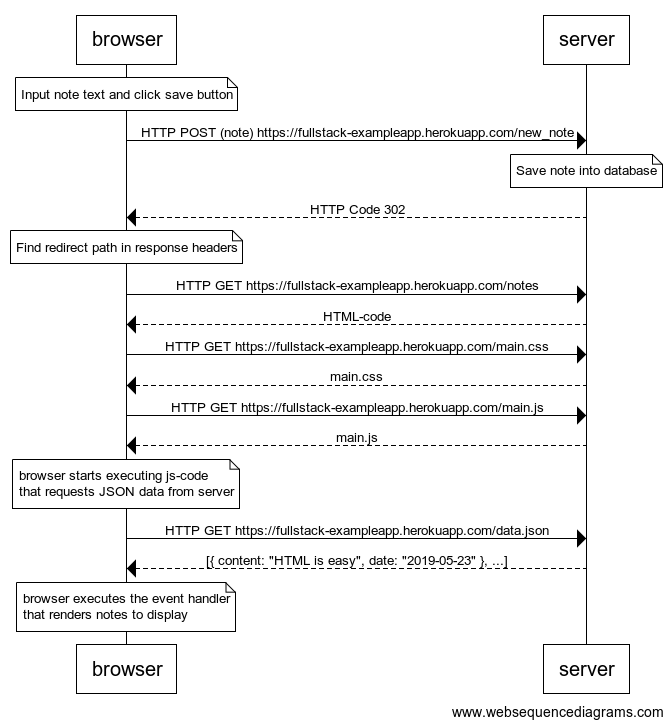 browser
server
Input note text and click save button
HTTP POST (note) https://fullstack-exampleapp.herokuapp.com/new_note
Save note into database
HTTP Code 302
Find redirect path in response headers
HTTP GET https://fullstack-exampleapp.herokuapp.com/notes
HTML-code
HTTP GET https://fullstack-exampleapp.herokuapp.com/main.css
main.css
HTTP GET https://fullstack-exampleapp.herokuapp.com/main.js
main.js
browser starts executing js-code
that requests JSON data from server
HTTP GET https://fullstack-exampleapp.herokuapp.com/data.json
[{ content: "HTML is easy", date: "2019-05-23" }, ...]
browser executes the event handler
that renders notes to display
browser
server
www.websequencediagrams.com